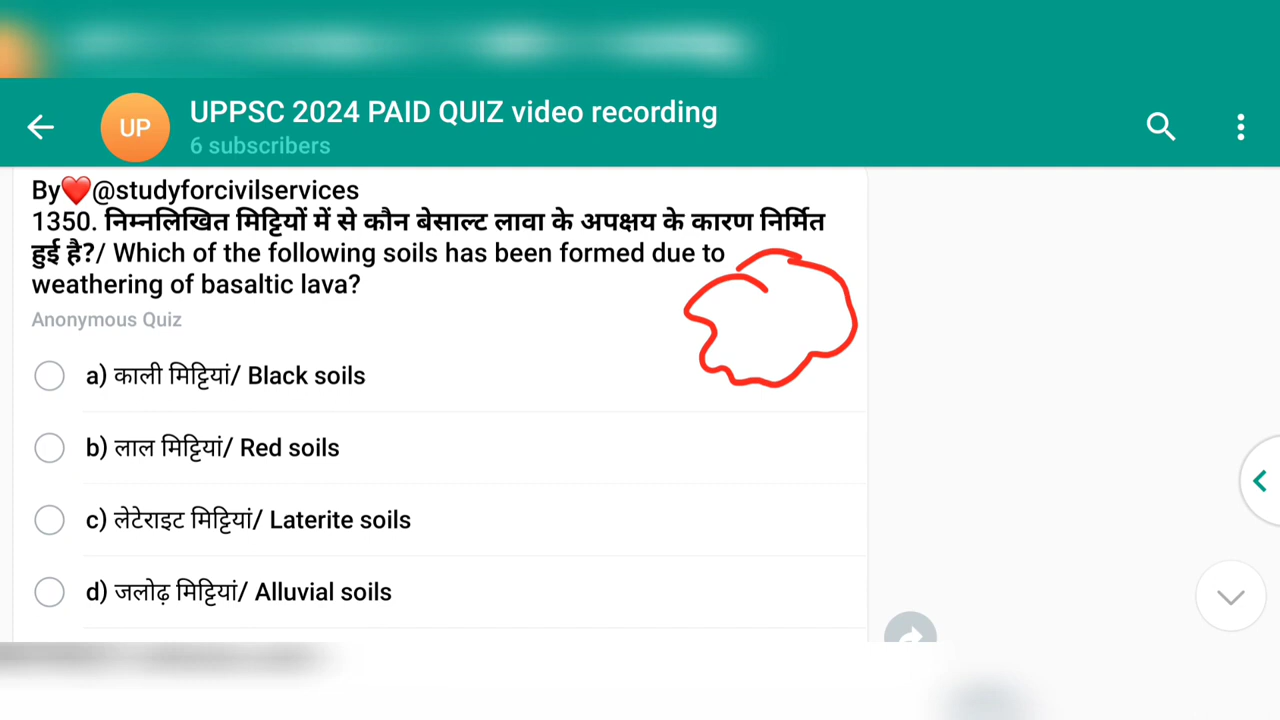 UP
UPPSC 2024 PAID QUIZ video recording
6 subscribers
By❤️@studyforcivilservices
1350. निम्नलिखित मिट्टियों में से कौन बेसाल्ट लावा के अपक्षय के कारण निर्मित
हुई है?/ Which of the following soils has been formed due to
weathering of basaltic lava?
Anonymous Quiz
a) काली मिट्टियां/ Black soils
b) लाल मिट्टियां/ Red soils
c) लेटेराइट मिट्टियां/ Laterite soils
d) जलोढ़ मिट्टियां/ Alluvial soils